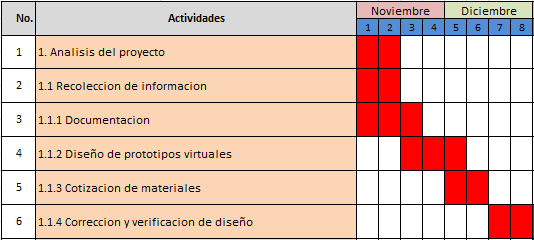 No. Actividades Noviembre Diciembre
1 2 3 4 5 6 7 8
1 1. Analisis del proyecto
2 1.1 Recoleccion de informacion
3 1.1.1 Documentacion
4 1.1.2 Diseño de prototipos virtuales
5 1.1.3 Cotizacion de materiales
6 1.1.4 Correccion y verificacion de diseño